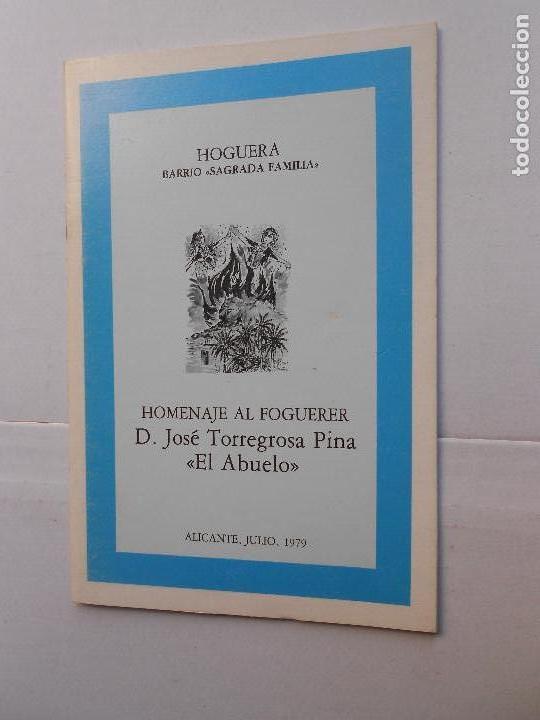 HOGUERA
BARRIO «SAGRADA FAMILIA»
HOMENAJE AL FOGUERER
D. José Torregrosa Pina
«El Abuelo»
ALICANTE, JULIO, 1979
todocoleccion